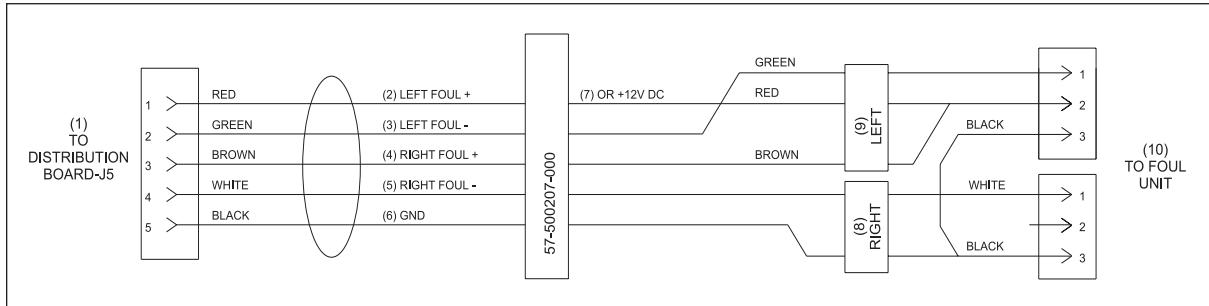 (1)
TO
DISTRIBUTION
BOARD-J5
1
2
3
4
5
RED
GREEN
BROWN
WHITE
BLACK
(2) LEFT FOUL +
(3) LEFT FOUL -
(4) RIGHT FOUL +
(5) RIGHT FOUL -
(6) GND
57-500207-000
(7) OR +12V DC
GREEN
RED
BROWN
(9)
LEFT
(8)
RIGHT
BLACK
WHITE
BLACK
1
2
3
1
2
3
(10)
TO FOUL
UNIT